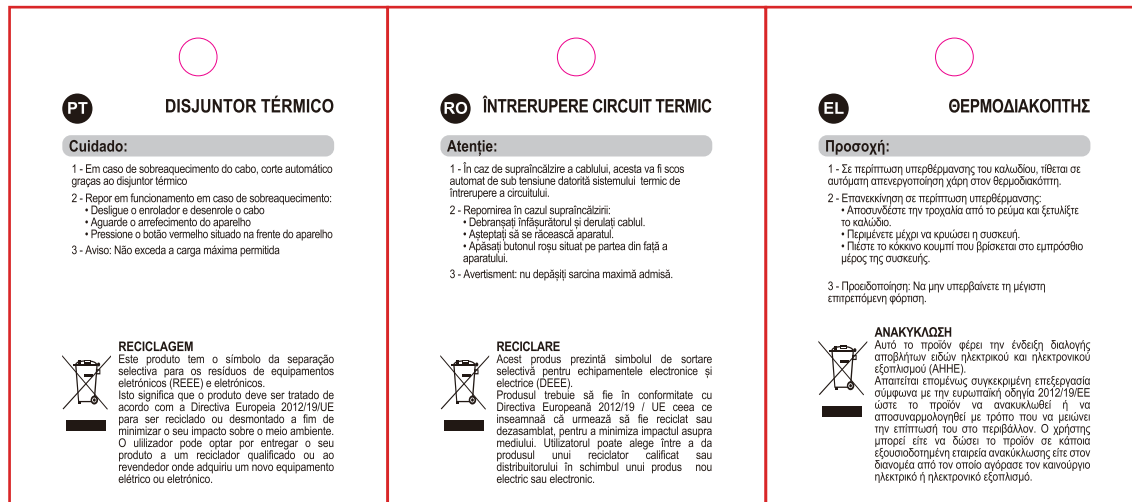 PT
DISJUNTOR TÉRMICO
Cuidado:
1 - Em caso de sobreaquecimento do cabo, corte automático
graças ao disjuntor térmico
2 - Repor em funcionamento em caso de sobreaquecimento:
• Desligue o enrolador e desenrole o cabo
• Aguarde o arrefecimento do aparelho
• Pressione o botão vermelho situado na frente do aparelho
3 - Aviso: Não exceda a carga máxima permitida
RECICLAGEM
Este produto tem o símbolo da separação
selectiva para os resíduos de equipamentos
eletrónicos (REEE) e eletrónicos.
Isto significa que o produto deve ser tratado de
acordo com a Directiva Europeia 2012/19/UE
para ser reciclado ou desmontado a fim de
minimizar o seu impacto sobre o meio ambiente.
O ulilizador pode optar por entregar o seu
produto a um reciclador qualificado ou ao
revendedor onde adquiriu um novo equipamento
elétrico ou eletrónico.
RO
ÎNTRERUPERE CIRCUIT TERMIC
Atenție:
1 - În caz de supraîncălzire a cablului, acesta va fi scos
automat de sub tensiune datorită sistemului termic de
întrerupere a circuitului.
2 - Repornirea în cazul supraîncălzirii:
• Debranșați înfășurătorul și derulați cablul.
• Așteptați să se răcească aparatul.
• Apăsați butonul roșu situat pe partea din față a
aparatului.
3 - Avertisment: nu depășiți sarcina maximă admisă.
RECICLARE
Acest produs prezintă simbolul de sortare
selectivă pentru echipamentele electronice și
electrice (DEEE).
Produsul trebuie să fie în conformitate cu
Directiva Europeană 2012/19 / UE ceea ce
inseamnaă că urmează să fie reciclat sau
dezasamblat, pentru a minimiza impactul asupra
mediului. Utilizatorul poate alege între a da
produsul unui reciclator calificat sau
distribuitorului în schimbul unui produs nou
electric sau electronic.
EL
ΘΕΡΜΟΔΙΑΚΟΠΤΗΣ
Προσοχή:
1 - Σε περίπτωση υπερθέρμανσης του καλωδίου, τίθεται σε
αυτόματη απενεργοποίηση χάρη στον θερμοδιακόπτη.
2 - Επανεκκίνηση σε περίπτωση υπερθέρμανσης:
• Αποσυνδέστε την τροχαλία από το ρεύμα και ξετυλίξτε
το καλώδιο.
• Περιμένετε μέχρι να κρυώσει η συσκευή.
• Πιέστε το κόκκινο κουμπί που βρίσκεται στο εμπρόσθιο
μέρος της συσκευής.
3 - Προειδοποίηση: Να μην υπερβαίνετε τη μέγιστη
επιτρεπόμενη φόρτιση.
ΑΝΑΚΥΚΛΩΣΗ
Αυτό το προϊόν φέρει την ένδειξη διαλογής
αποβλήτων ειδών ηλεκτρικού και ηλεκτρονικού
εξοπλισμού (ΑΗΗΕ).
Απαιτείται επομένως συγκεκριμένη επεξεργασία
σύμφωνα με την ευρωπαϊκή οδηγία 2012/19/ΕΕ
ώστε το προϊόν να ανακυκλωθεί ή να
αποσυναρμολογηθεί με τρόπο που να μειώνει
την επίπτωσή του στο περιβάλλον. Ο χρήστης
μπορεί είτε να δώσει το προϊόν σε κάποια
εξουσιοδοτημένη εταιρεία ανακύκλωσης είτε στον
διανομέα από τον οποίο αγόρασε τον καινούργιο
ηλεκτρικό ή ηλεκτρονικό εξοπλισμό.